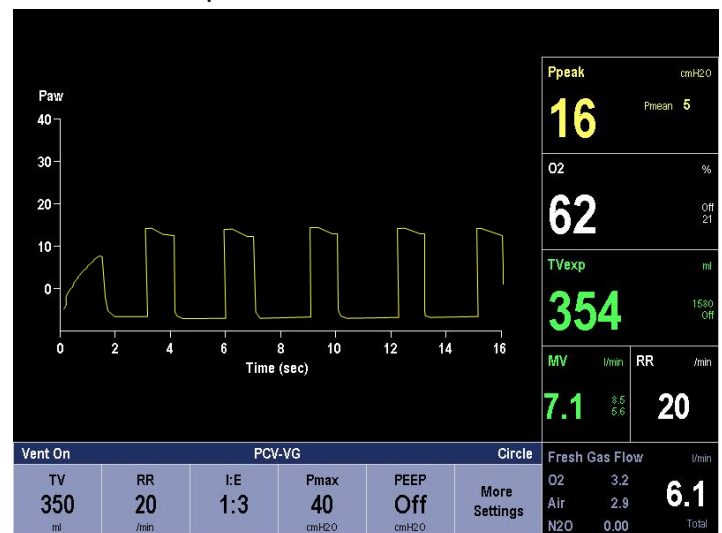 Paw
40
30
20
10
0
0 2 4 6 8 10 12 14 16
Time (sec)
Ppeak cmH2O
16 Pmean 5
O2 %
62 Off
21
TVexp ml
354 1580
Off
MV l/min RR /min
7.1 8.5
5.6 20
Vent On PCV-VG Circle
TV RR I:E Pmax PEEP More
350 20 1:3 40 Off Settings
ml /min cmH2O cmH2O
Fresh Gas Flow l/min
O2 3.2
Air 2.9 6.1
N2O 0.00 Total